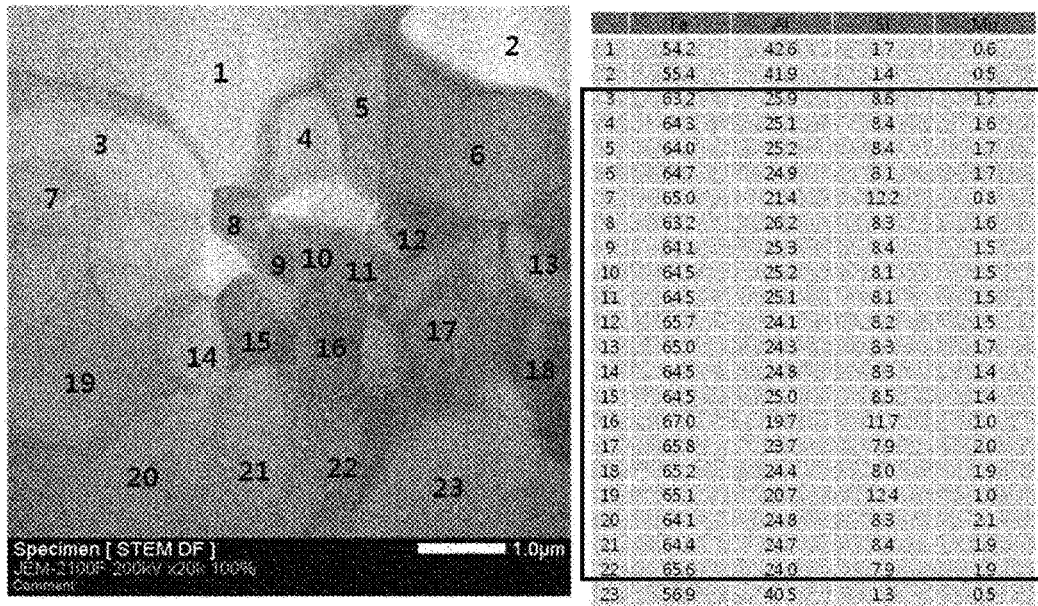 1
2
3
4
5
6
7
8
9
10
11
12
13
14
15
16
17
18
19
20
21
22
23
Specimen [ STEM DF ]
JEM-2100F 200kV x20k 100%
Comment
1.0µm
Fe Al Si Mn
1 54.2 42.6 1.7 0.6
2 55.4 41.9 1.4 0.5
3 63.2 25.9 8.6 1.7
4 64.3 25.1 8.4 1.6
5 64.0 25.2 8.4 1.7
6 64.7 24.9 8.1 1.7
7 65.0 21.4 12.2 0.8
8 63.2 26.2 8.3 1.6
9 64.1 25.3 8.4 1.5
10 64.5 25.2 8.1 1.5
11 64.5 25.1 8.1 1.5
12 65.7 24.1 8.2 1.5
13 65.0 24.3 8.3 1.7
14 64.5 24.8 8.3 1.4
15 64.5 25.0 8.5 1.4
16 67.0 19.7 11.7 1.0
17 65.8 23.7 7.9 2.0
18 65.2 24.4 8.0 1.9
19 65.1 20.7 12.4 1.0
20 64.1 24.8 8.3 2.1
21 64.4 24.7 8.4 1.9
22 65.6 24.0 7.9 1.9
23 56.9 40.5 1.3 0.5